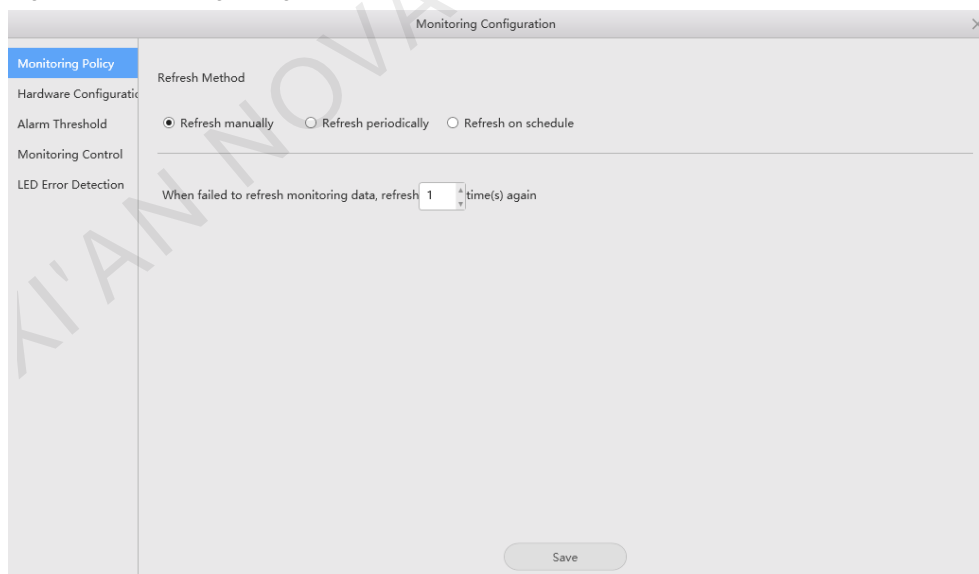 Monitoring Configuration
Monitoring Policy
Hardware Configuratio
Alarm Threshold
Monitoring Control
LED Error Detection
Refresh Method
Refresh manually Refresh periodically Refresh on schedule
When failed to refresh monitoring data, refresh 1 time(s) again
Save
XI'AN NOVA